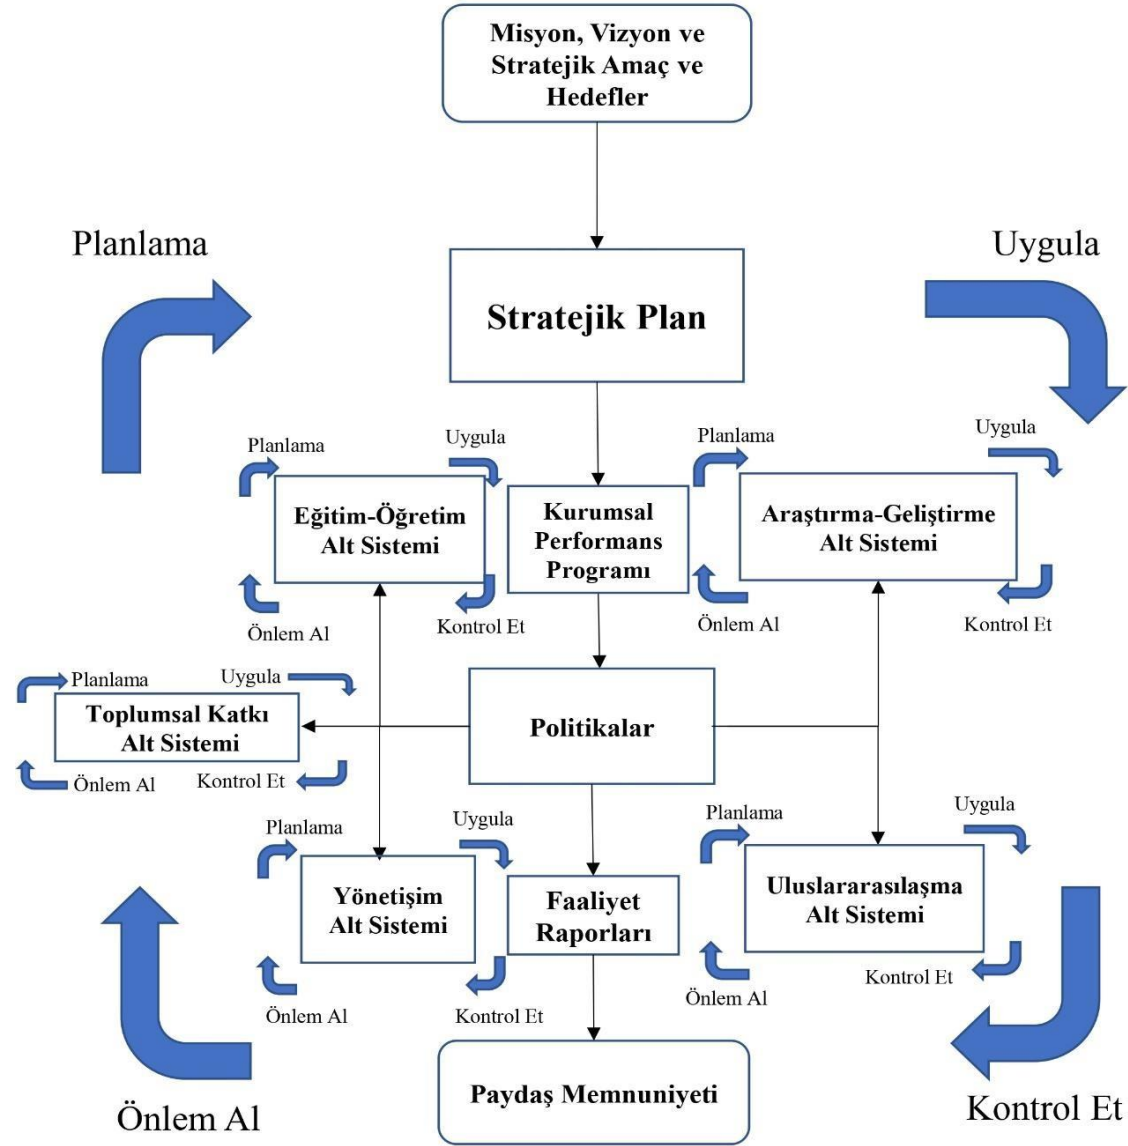 Misyon, Vizyon ve
Stratejik Amaç ve
Hedefler
Planlama
Uygula
Stratejik Plan
Planlama
Uygula
Eğitim-Öğretim
Alt Sistemi
Önlem Al
Kontrol Et
Kurumsal
Performans
Programı
Planlama
Uygula
Araştırma-Geliştirme
Alt Sistemi
Önlem Al
Kontrol Et
Planlama
Uygula
Toplumsal Katkı
Alt Sistemi
Önlem Al
Kontrol Et
Politikalar
Planlama
Uygula
Yönetişim
Alt Sistemi
Önlem Al
Kontrol Et
Faaliyet
Raporları
Planlama
Uygula
Uluslararasılaşma
Alt Sistemi
Önlem Al
Kontrol Et
Paydaş Memnuniyeti
Önlem Al
Kontrol Et